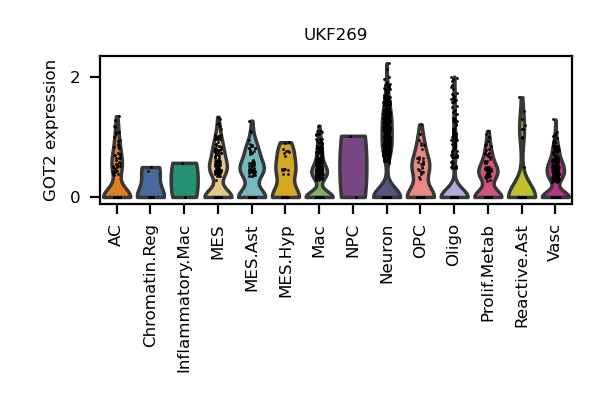 UKF269
GOT2 expression
2
0
AC
Chromatin.Reg
Inflammatory.Mac
MES
MES.Ast
MES.Hyp
Mac
NPC
Neuron
OPC
Oligo
Prolif.Metab
Reactive.Ast
Vasc